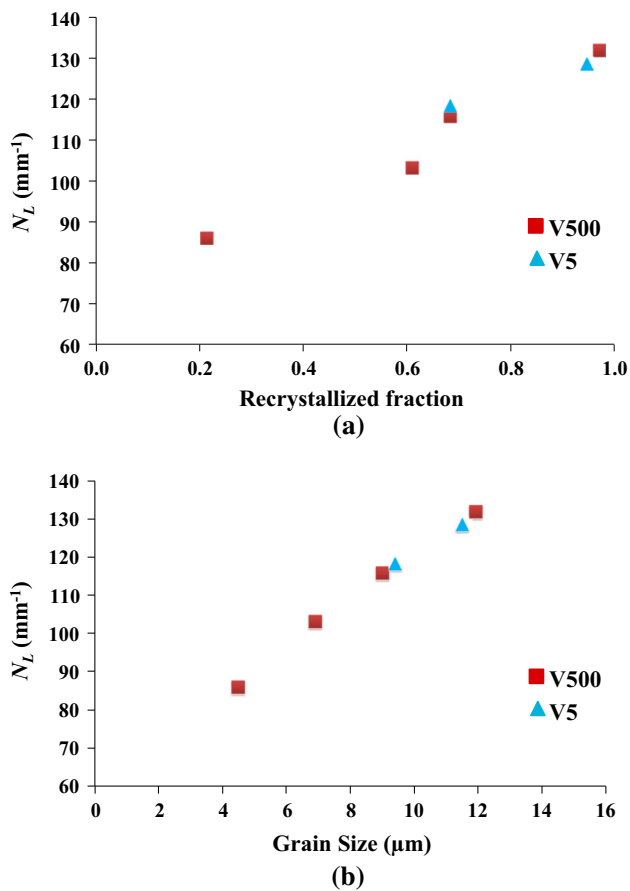 140
130
120
110
100
90
80
70
60
N_L (mm⁻¹)
V500
V5
0.0 0.2 0.4 0.6 0.8 1.0
Recrystallized fraction
(a)
140
130
120
110
100
90
80
70
60
N_L (mm⁻¹)
V500
V5
0 2 4 6 8 10 12 14 16
Grain Size (µm)
(b)